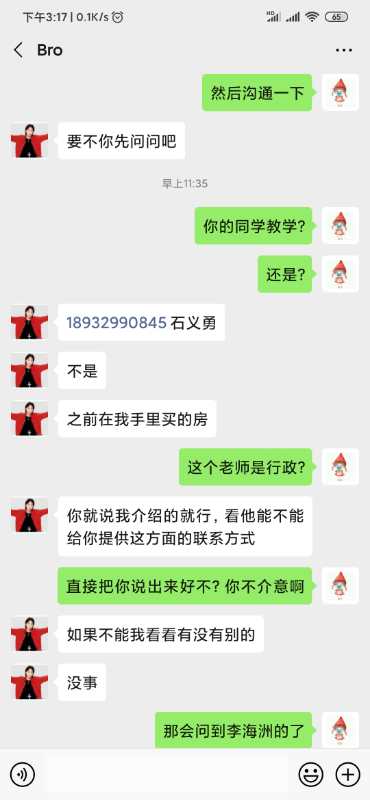 下午3:17 | 0.1K/s
HD
65
Bro
然后沟通一下
要不你先问问吧
早上11:35
你的同学教学?
还是?
18932990845 石义勇
不是
之前在我手里买的房
这个老师是行政?
你就说我介绍的就行，看他能不能
给你提供这方面的联系方式
直接把你说出来好不? 你不介意啊
如果不能我看看有没有别的
没事
那会问到李海洲的了